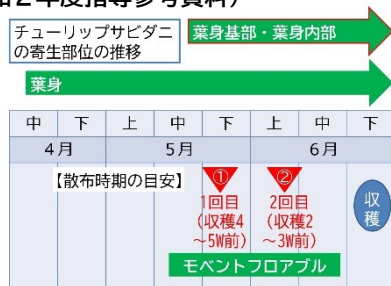 和2年度指導参考資料）
チューリップサビダニ
の寄生部位の推移
葉身基部・葉身内部
葉身
中 下 上 中 下 上 中 下
4月 5月 6月
【散布時期の目安】
① ②
1回目 2回目
（収穫4 （収穫2
～5W前） ～3W前）
収
穫
モベントフロアブル